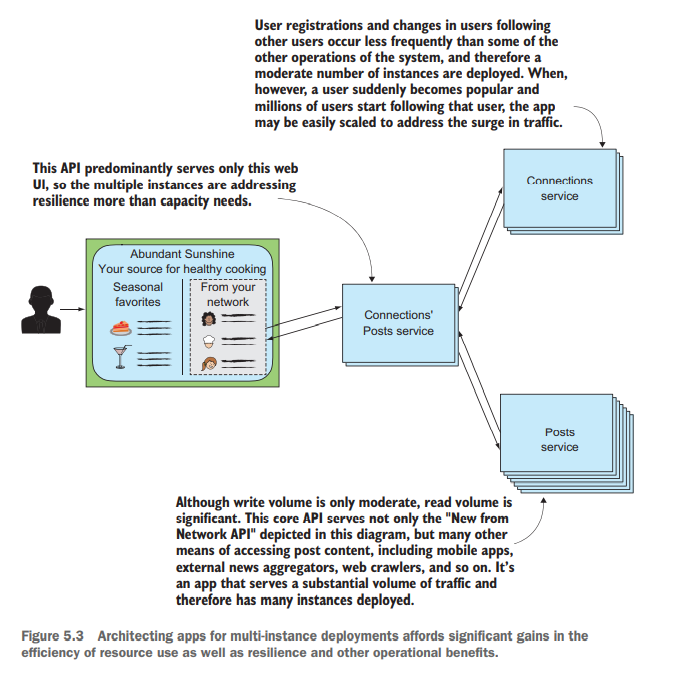 User registrations and changes in users following
other users occur less frequently than some of the
other operations of the system, and therefore a
moderate number of instances are deployed. When,
however, a user suddenly becomes popular and
millions of users start following that user, the app
may be easily scaled to address the surge in traffic.
This API predominantly serves only this web
UI, so the multiple instances are addressing
resilience more than capacity needs.
Connections
service
Abundant Sunshine
Your source for healthy cooking
Seasonal
favorites
From your
network
Connections'
Posts service
Posts
service
Although write volume is only moderate, read volume is
significant. This core API serves not only the "New from
Network API" depicted in this diagram, but many other
means of accessing post content, including mobile apps,
external news aggregators, web crawlers, and so on. It's
an app that serves a substantial volume of traffic and
therefore has many instances deployed.
Figure 5.3 Architecting apps for multi-instance deployments affords significant gains in the
efficiency of resource use as well as resilience and other operational benefits.